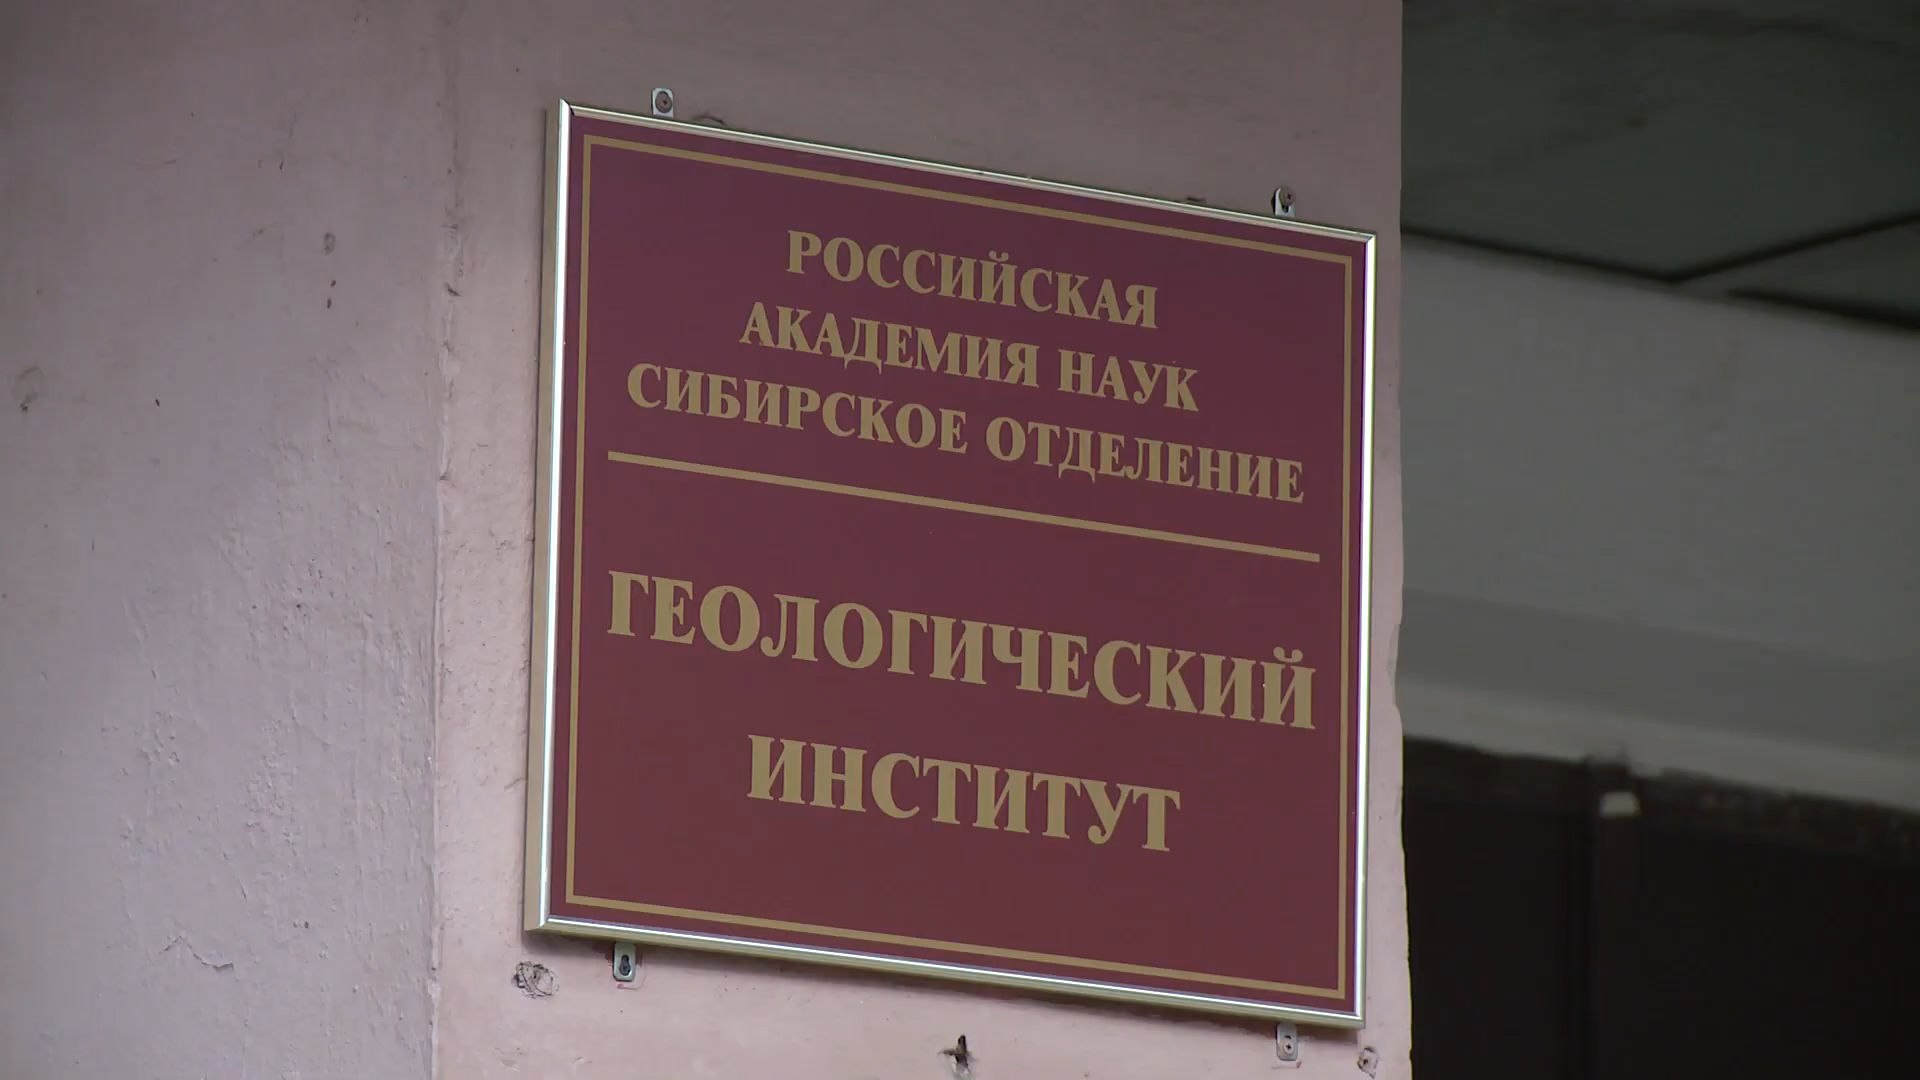 РОССИЙСКАЯ
АКАДЕМИЯ НАУК
СИБИРСКОЕ ОТДЕЛЕНИЕ
ГЕОЛОГИЧЕСКИЙ
ИНСТИТУТ